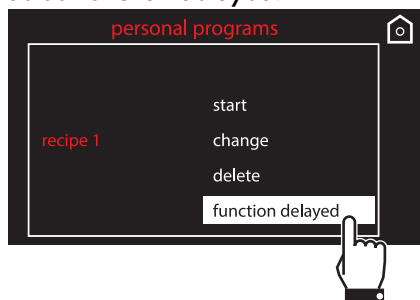 personal programs
start
recipe 1 change
delete
function delayed